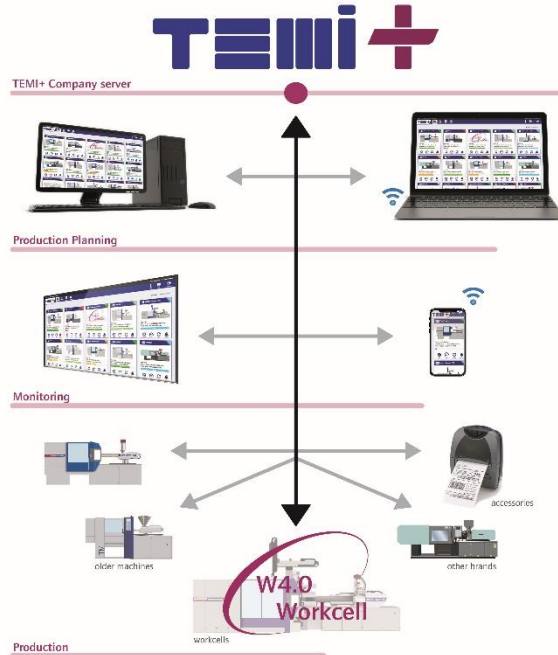 TEMI+
TEMI+ Company server
Production Planning
Monitoring
accessories
older machines
other brands
W4.0
Workcell
workcells
Production